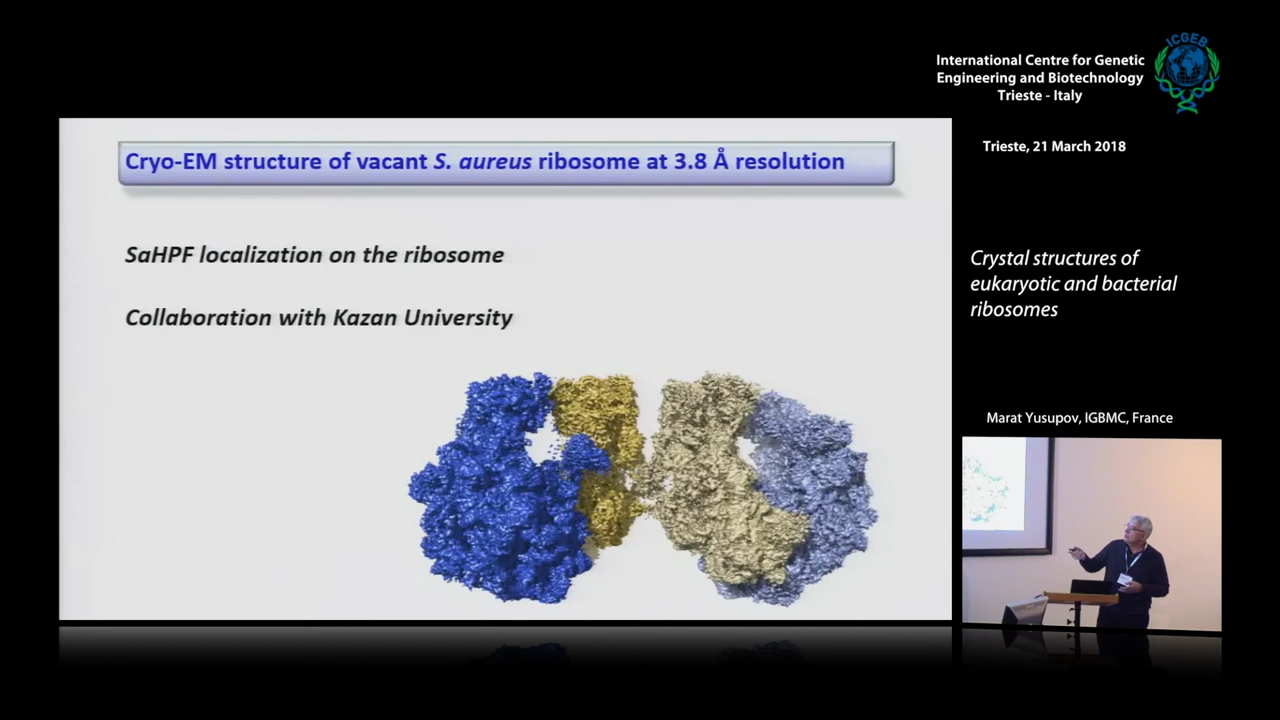 International Centre for Genetic
Engineering and Biotechnology
Trieste - Italy
ICGEB
Trieste, 21 March 2018
Cryo-EM structure of vacant S. aureus ribosome at 3.8 Å resolution
SaHPF localization on the ribosome
Collaboration with Kazan University
Crystal structures of
eukaryotic and bacterial
ribosomes
Marat Yusupov, IGBMC, France